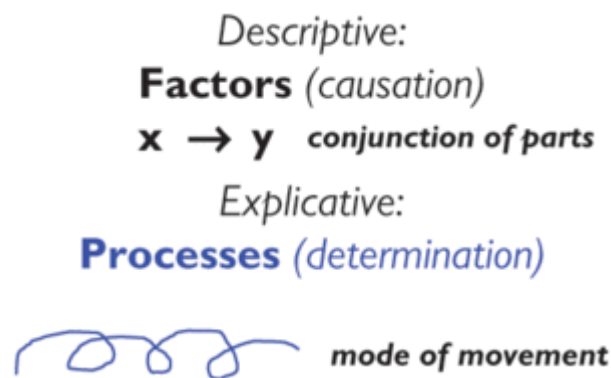 Descriptive:
Factors (causation)
x → y conjunction of parts
Explicative:
Processes (determination)
mode of movement